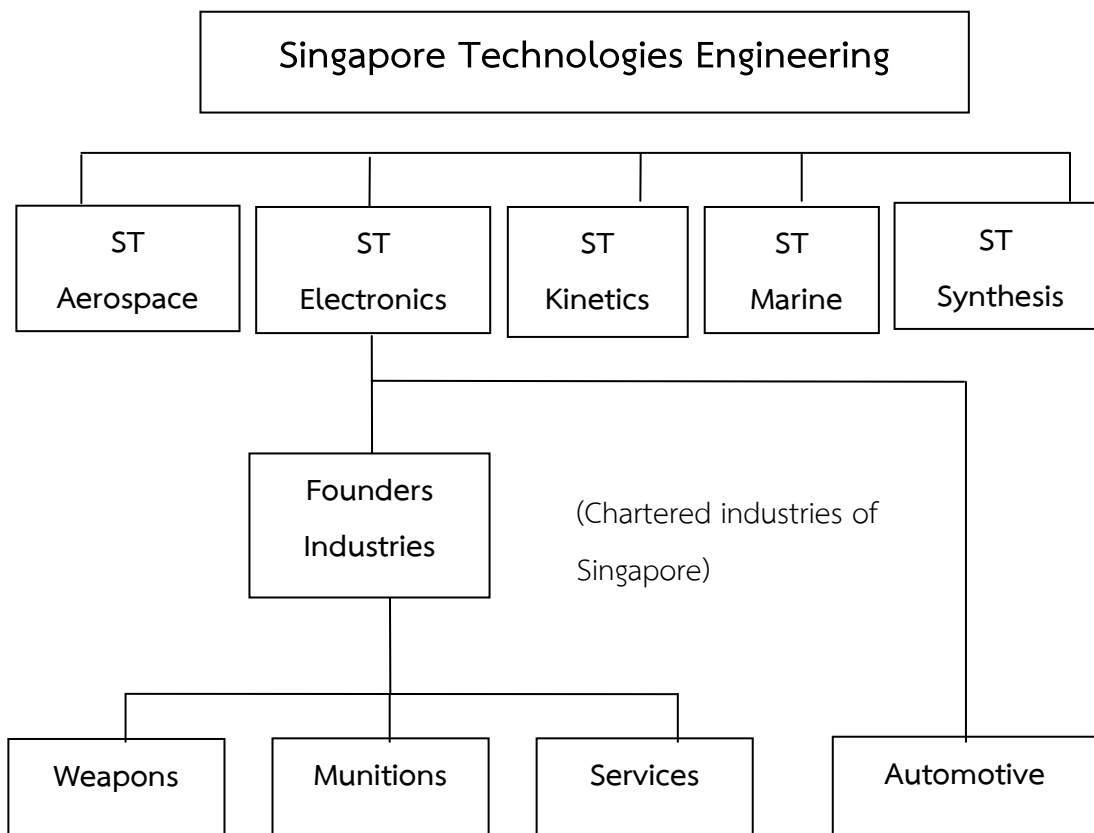 Singapore Technologies Engineering
ST
Aerospace
ST
Electronics
ST
Kinetics
ST
Marine
ST
Synthesis
Founders
Industries
(Chartered industries of
Singapore)
Weapons
Munitions
Services
Automotive